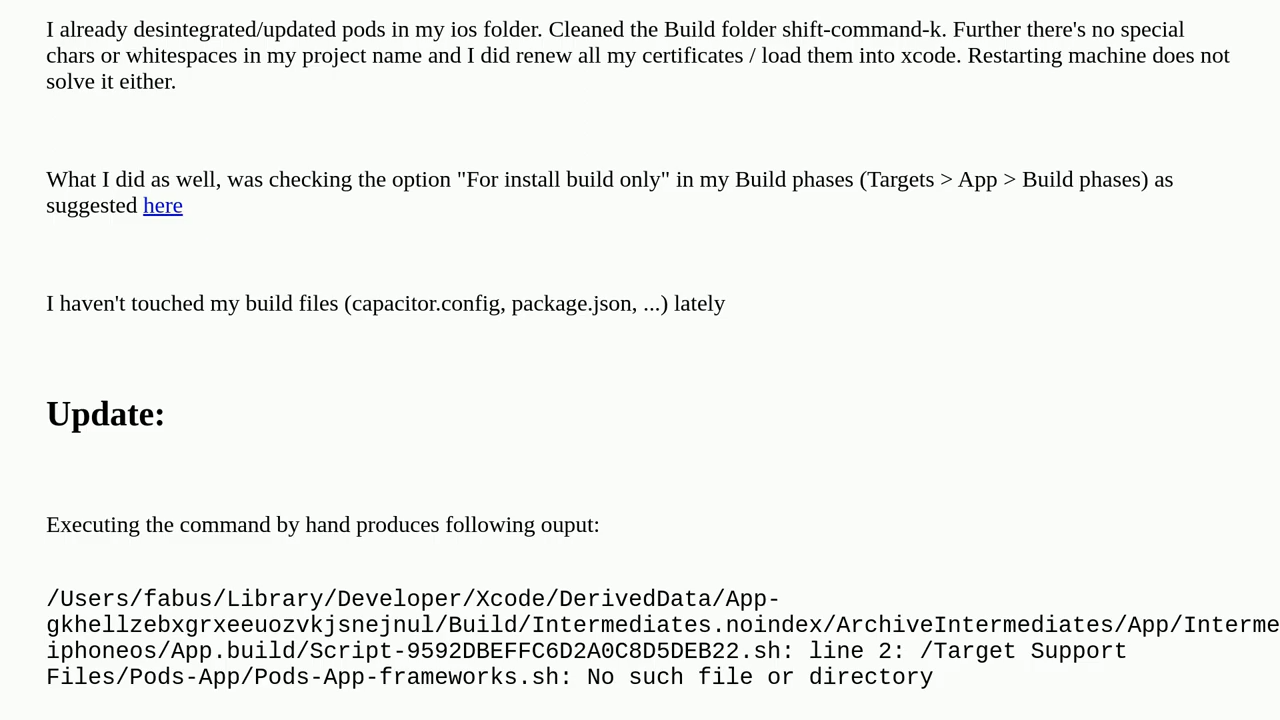 I already desintegrated/updated pods in my ios folder. Cleaned the Build folder shift-command-k. Further there's no special
chars or whitespaces in my project name and I did renew all my certificates / load them into xcode. Restarting machine does not
solve it either.
What I did as well, was checking the option "For install build only" in my Build phases (Targets > App > Build phases) as
suggested here
I haven't touched my build files (capacitor.config, package.json, ...) lately
Update:
Executing the command by hand produces following ouput:
/Users/fabus/Library/Developer/Xcode/DerivedData/App-
gkhellzebxgrxeeuozvkjsnejnul/Build/Intermediates.noindex/ArchiveIntermediates/App/Interme
iphoneos/App.build/Script-9592DBEFFC6D2A0C8D5DEB22.sh: line 2: /Target Support
Files/Pods-App/Pods-App-frameworks.sh: No such file or directory